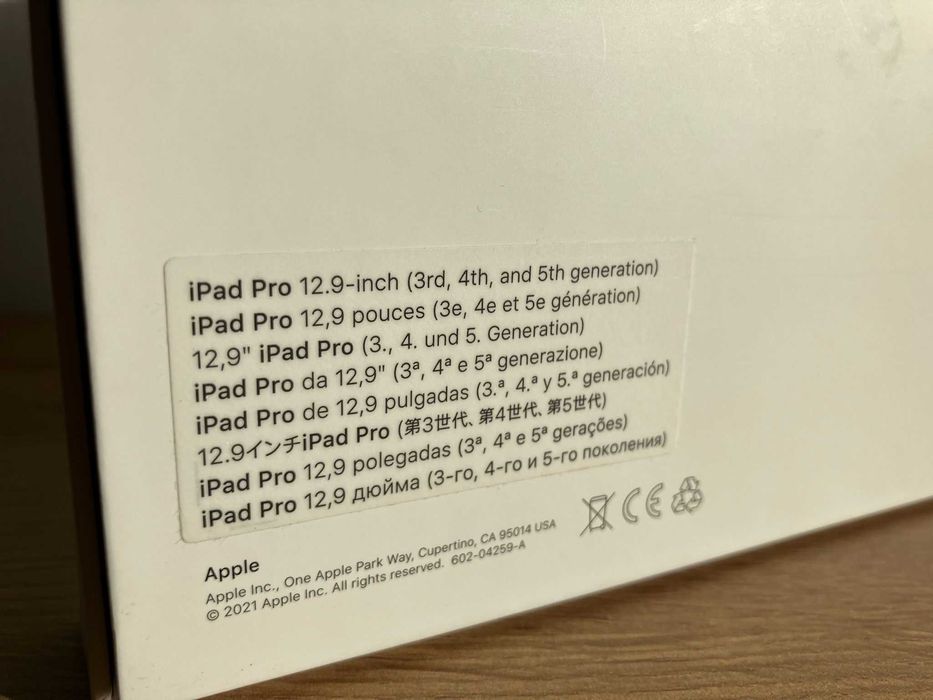 iPad Pro 12.9-inch (3rd, 4th, and 5th generation)
iPad Pro 12,9 pouces (3e, 4e et 5e génération)
12,9" iPad Pro (3., 4. und 5. Generation)
iPad Pro da 12,9" (3ª, 4ª e 5ª generazione)
iPad Pro de 12,9 pulgadas (3.ª, 4.ª y 5.ª generación)
12.9インチiPad Pro (第3世代、第4世代、第5世代)
iPad Pro 12,9 polegadas (3ª, 4ª e 5ª gerações)
iPad Pro 12,9 дюйма (3-го, 4-го и 5-го поколения)
Apple
Apple Inc., One Apple Park Way, Cupertino, CA 95014 USA
© 2021 Apple Inc. All rights reserved. 602-04259-A
CE